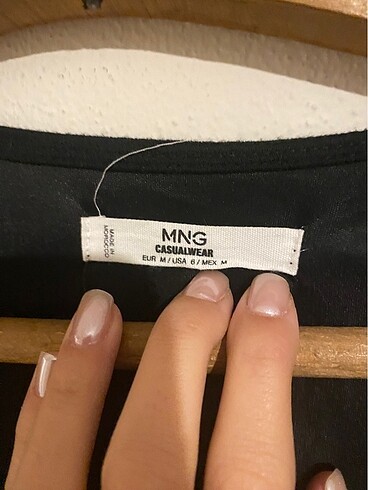 MNG
CASUALWEAR
EUR M / USA 6 / MEX M
MADE IN
MOROCCO